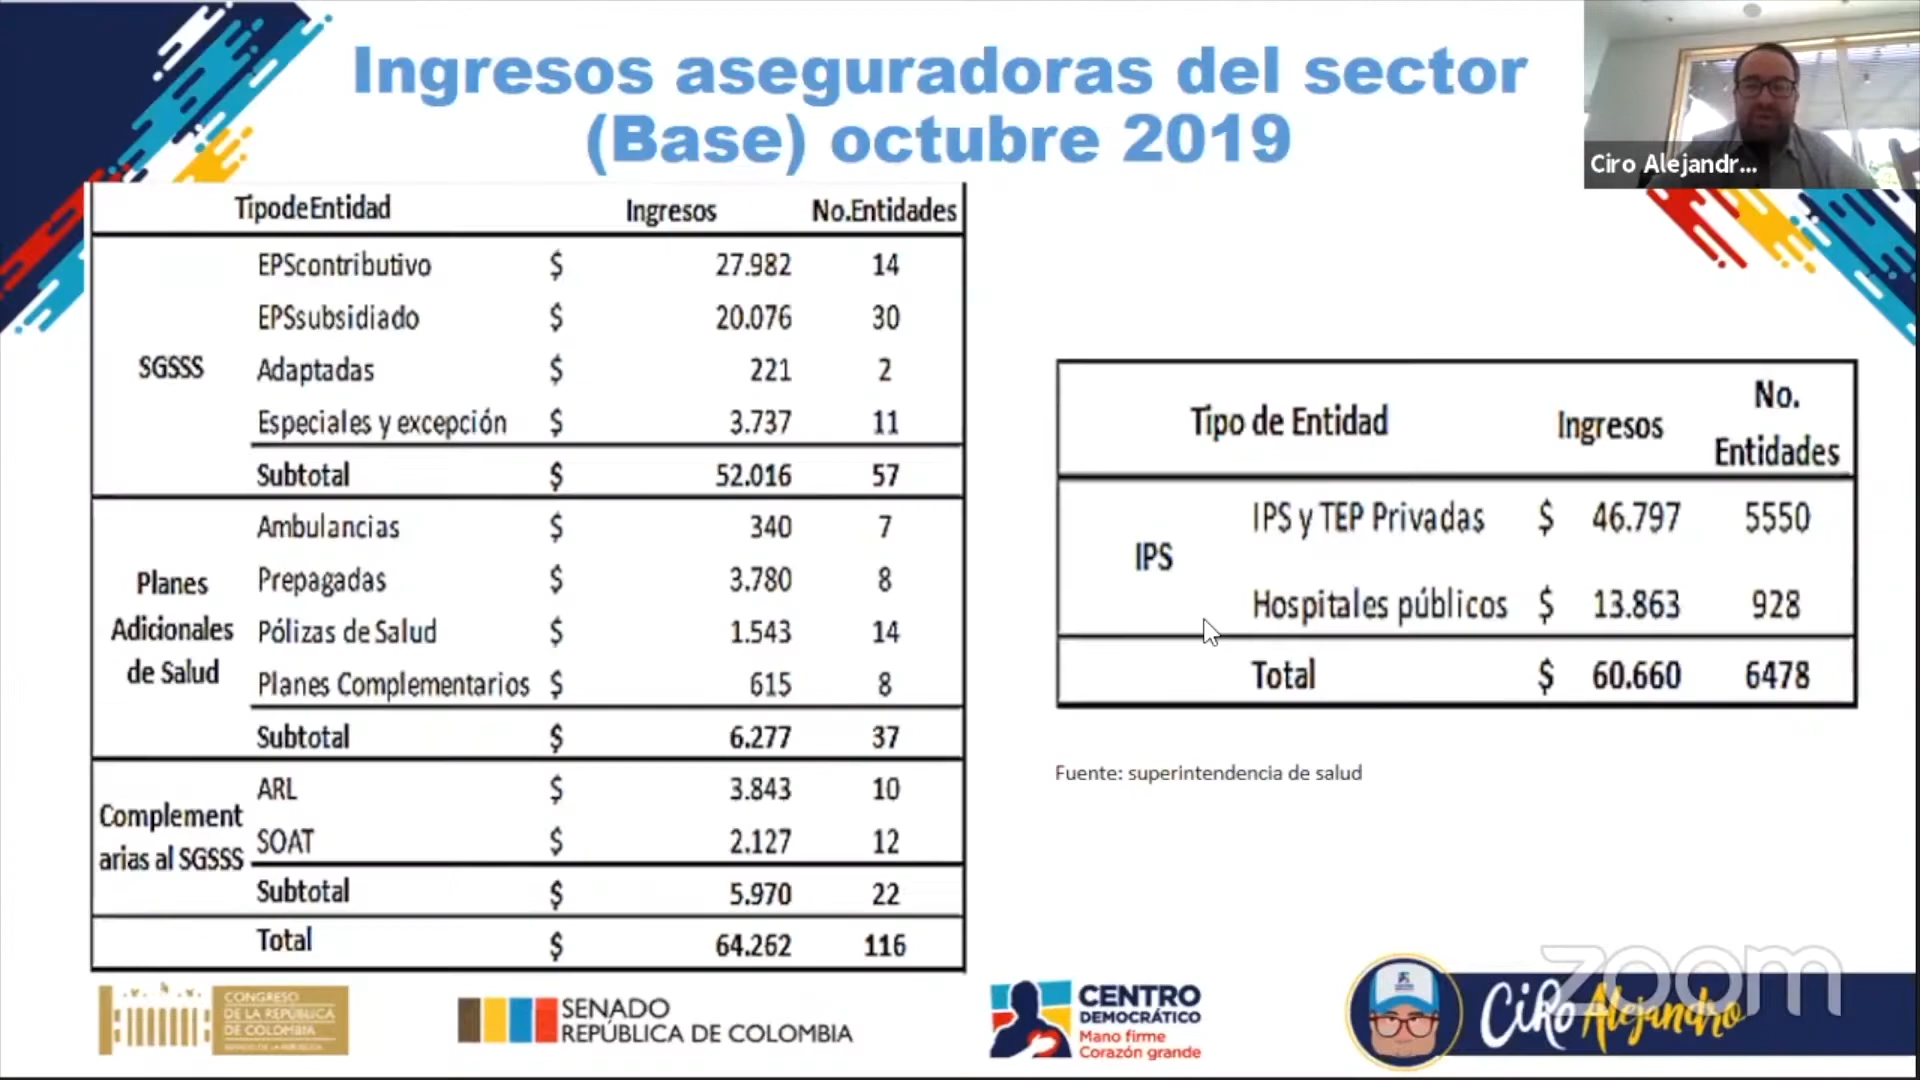 Ingresos aseguradoras del sector
(Base) octubre 2019
Ciro Alejandr...
TipodeEntidad Ingresos No.Entidades
SGSSS
EPScontributivo $ 27.982 14
EPSsubsidiado $ 20.076 30
Adaptadas $ 221 2
Especiales y excepción $ 3.737 11
Subtotal $ 52.016 57
Planes
Adicionales
de Salud
Ambulancias $ 340 7
Prepagadas $ 3.780 8
Pólizas de Salud $ 1.543 14
Planes Complementarios $ 615 8
Subtotal $ 6.277 37
Complement
arias al SGSSS
ARL $ 3.843 10
SOAT $ 2.127 12
Subtotal $ 5.970 22
Total $ 64.262 116
Tipo de Entidad Ingresos No.
Entidades
IPS
IPS y TEP Privadas $ 46.797 5550
Hospitales públicos $ 13.863 928
Total $ 60.660 6478
Fuente: superintendencia de salud
CONGRESO
DE LA REPÚBLICA
DE COLOMBIA
SENADO
REPÚBLICA DE COLOMBIA
CENTRO
DEMOCRÁTICO
Mano firme
Corazón grande
CiRo Alejandro
zoom